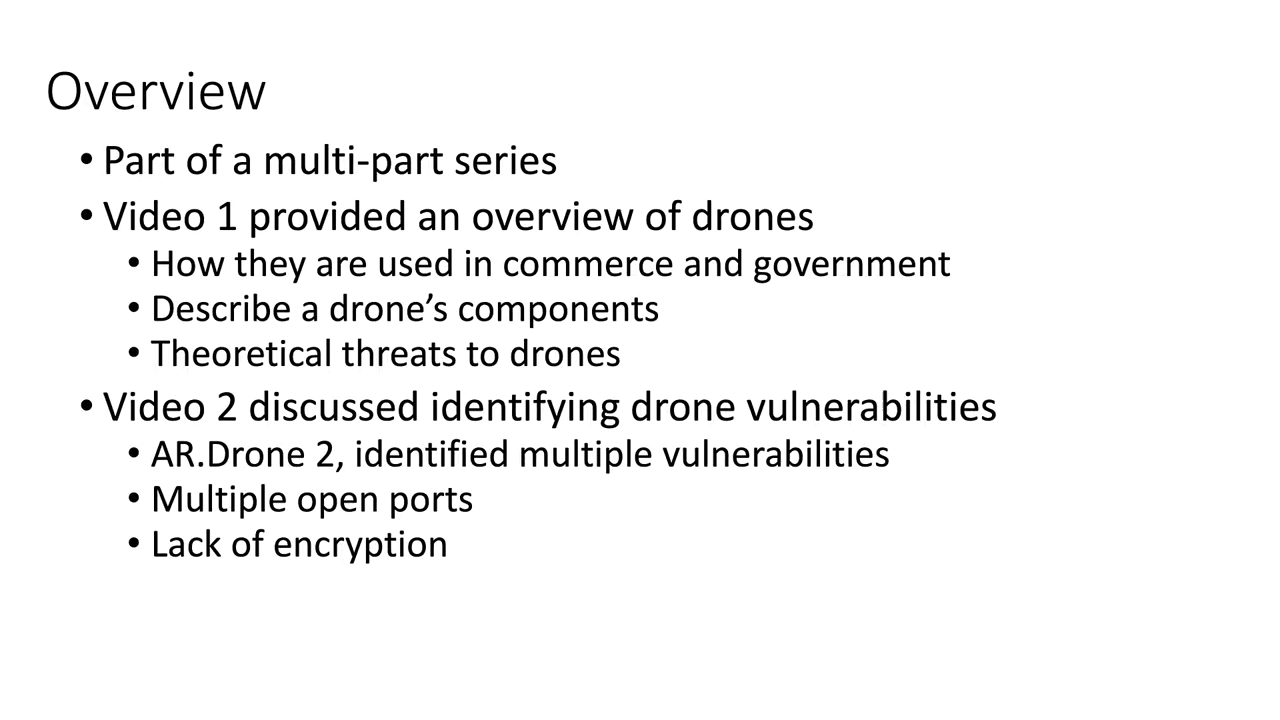 Overview
• Part of a multi-part series
• Video 1 provided an overview of drones
• How they are used in commerce and government
• Describe a drone’s components
• Theoretical threats to drones
• Video 2 discussed identifying drone vulnerabilities
• AR.Drone 2, identified multiple vulnerabilities
• Multiple open ports
• Lack of encryption